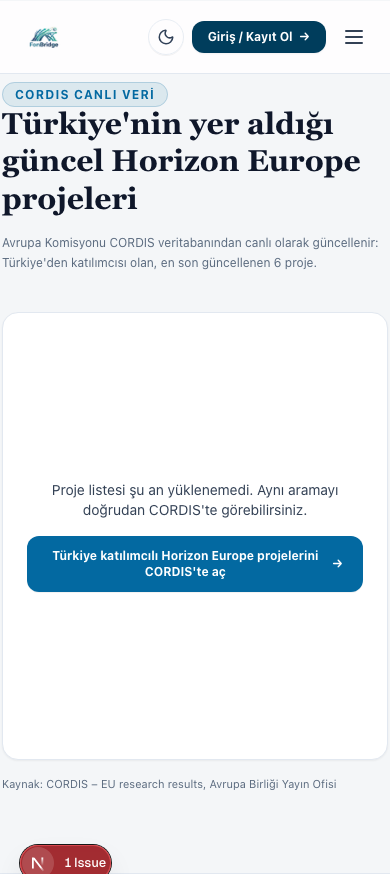 FonBridge
Giriş / Kayıt Ol →
CORDIS CANLI VERİ
Türkiye'nin yer aldığı
güncel Horizon Europe
projeleri
Avrupa Komisyonu CORDIS veritabanından canlı olarak güncellenir:
Türkiye'den katılımcısı olan, en son güncellenen 6 proje.
Proje listesi şu an yüklenemedi. Aynı aramayı
doğrudan CORDIS'te görebilirsiniz.
Türkiye katılımcılı Horizon Europe projelerini
CORDIS'te aç →
Kaynak: CORDIS – EU research results, Avrupa Birliği Yayın Ofisi
N 1 Issue